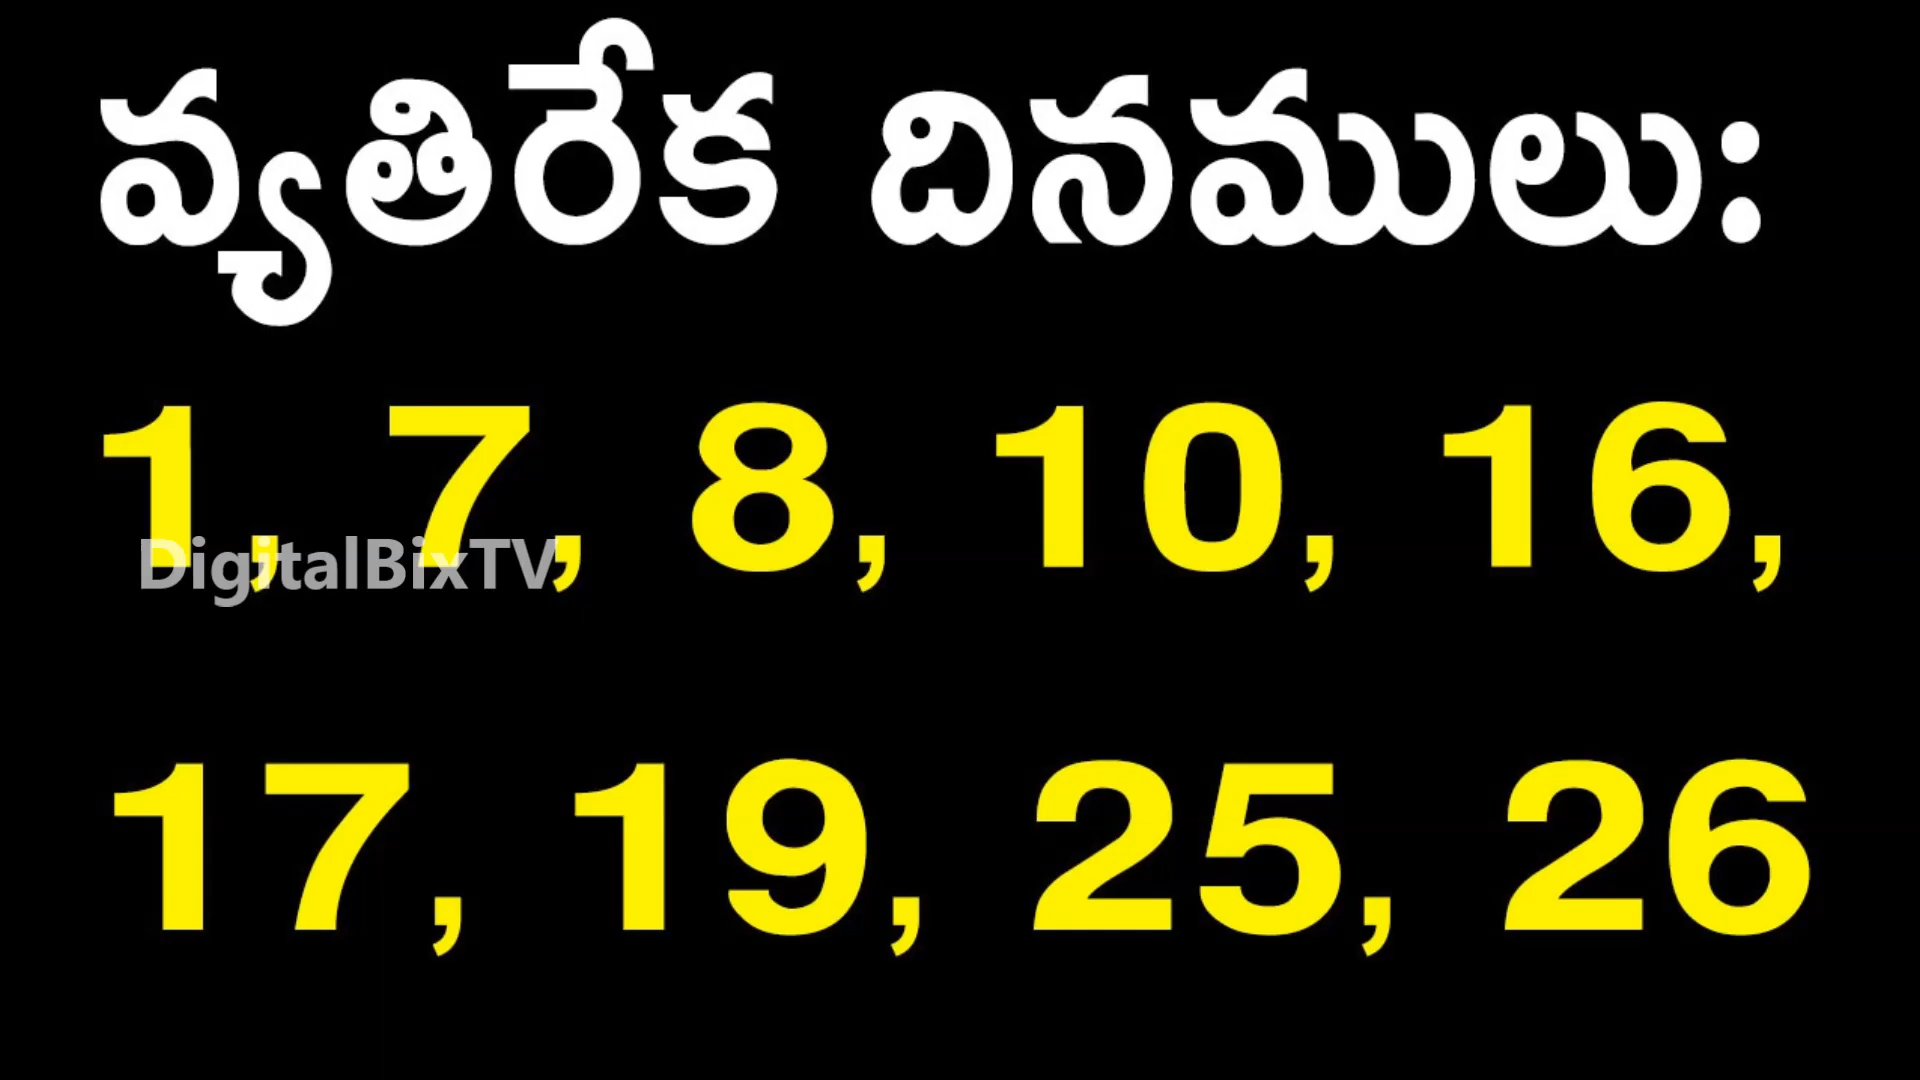 వ్యతిరేక దినములు:
1, 7, 8, 10, 16,
DigitalBixTV
17, 19, 25, 26